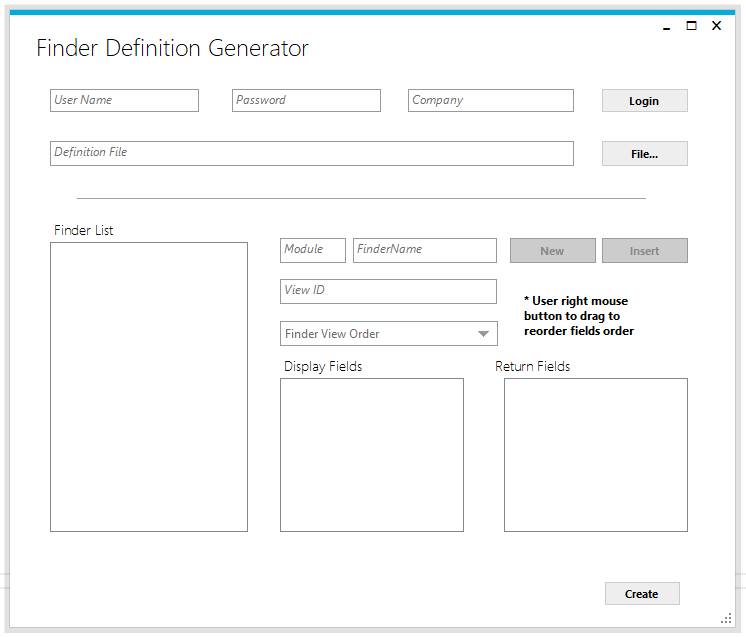 Finder Definition Generator
User Name
Password
Company
Login
Definition File
File...
Finder List
Module
FinderName
New
Insert
View ID
* User right mouse
button to drag to
reorder fields order
Finder View Order
Display Fields
Return Fields
Create